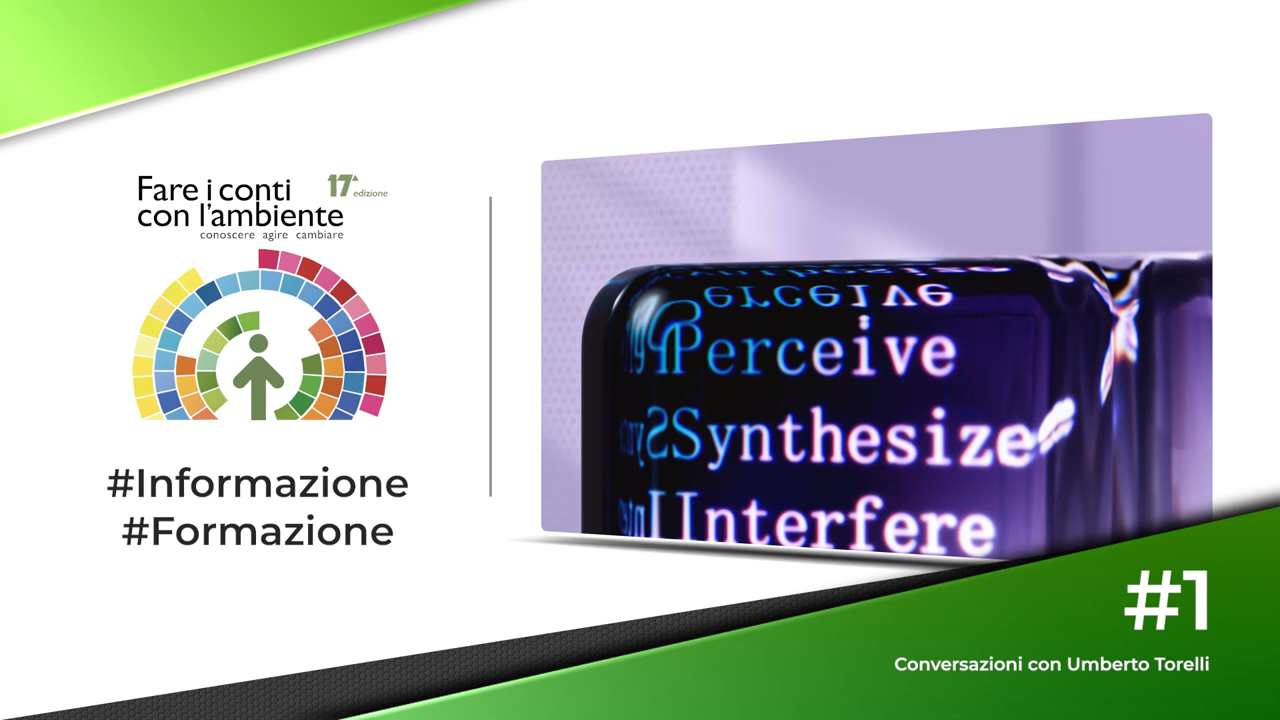 Fare i conti
con l'ambiente
17ª edizione
conoscere agire cambiare
#Informazione
#Formazione
Perceive
Synthesize
Interfere
#1
Conversazioni con Umberto Torelli